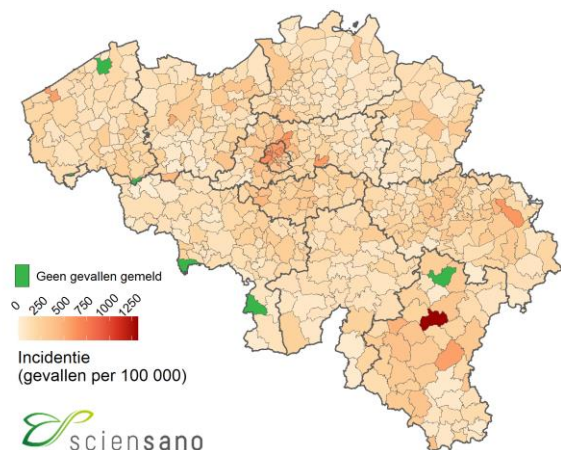 Geen gevallen gemeld
0 250 500 750 1000 1250
Incidentie
(gevallen per 100 000)
sciensano